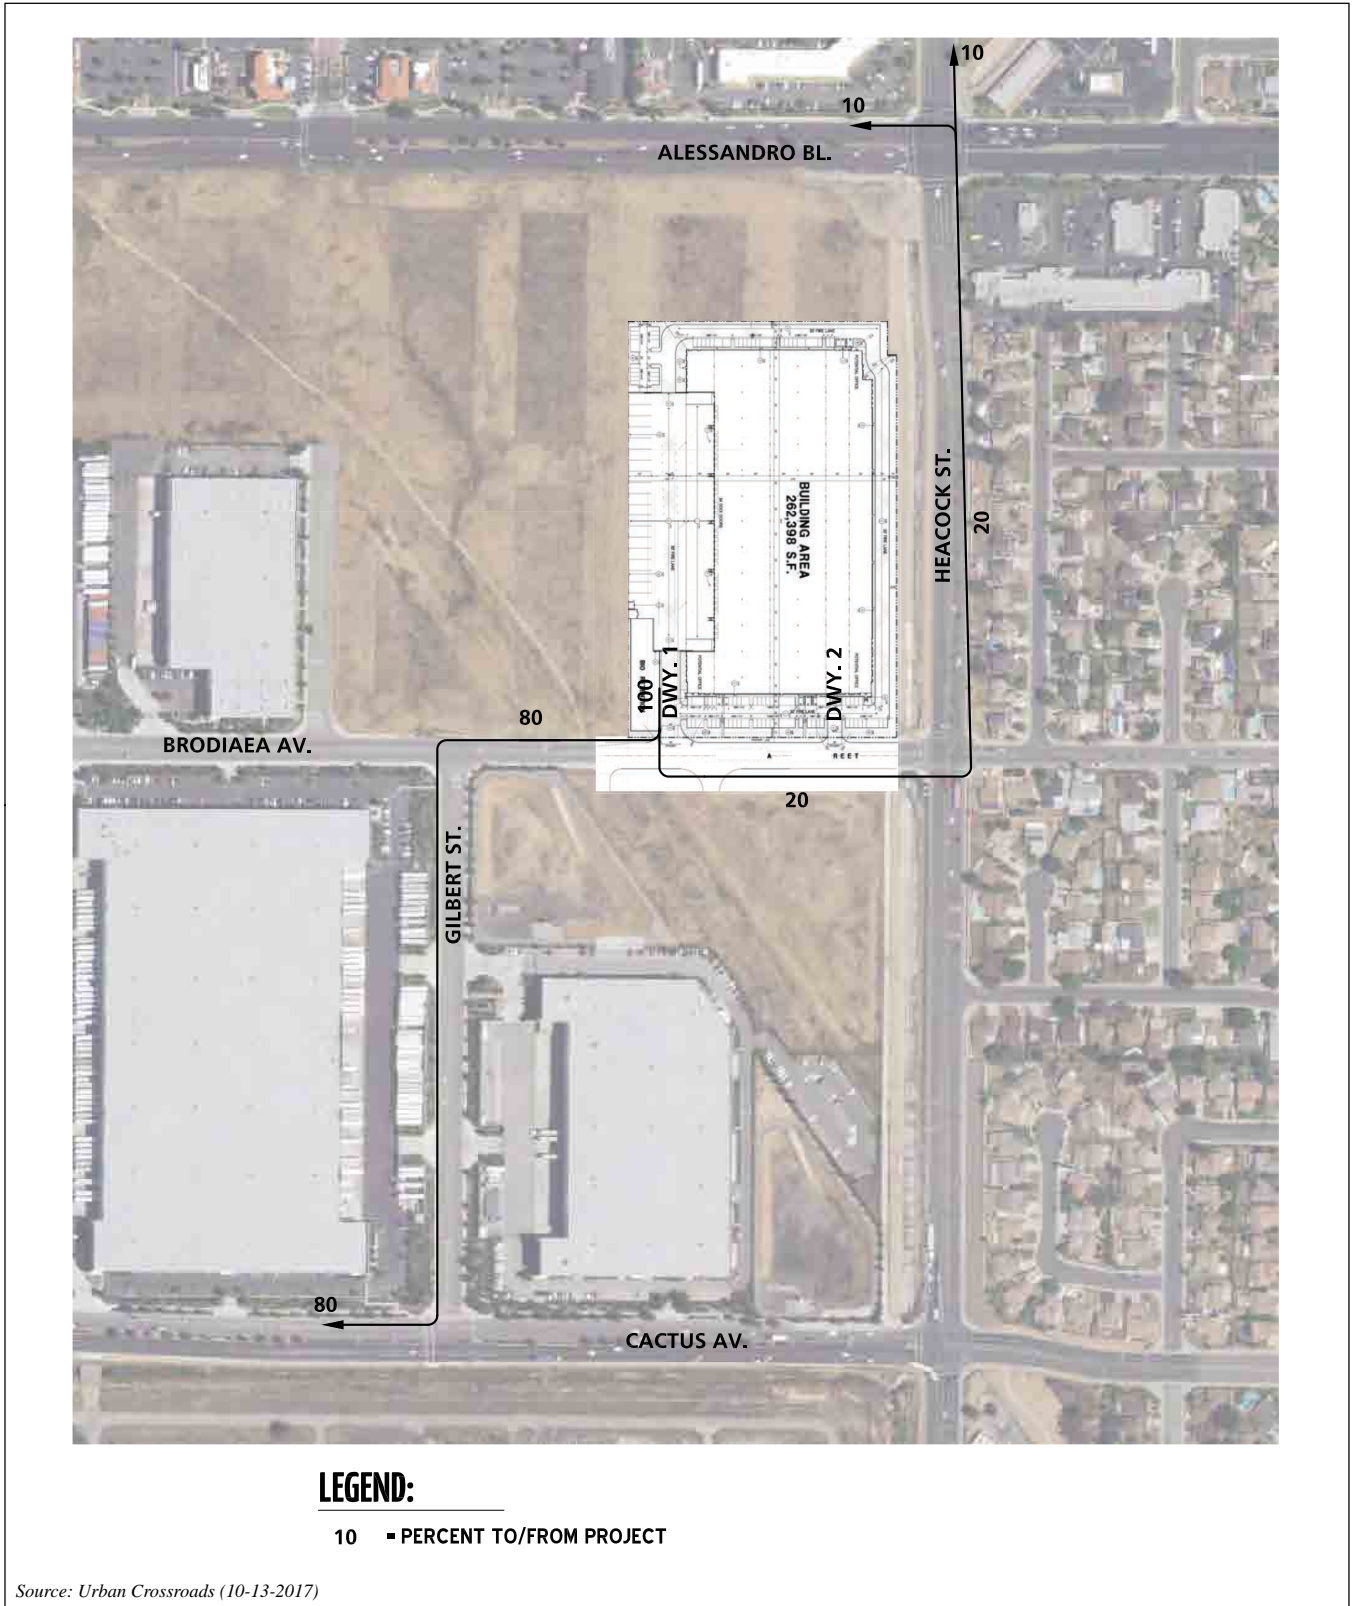 10
10
ALESSANDRO BL.
HEACOCK ST.
20
BUILDING AREA
262,398 S.F.
100
DWY. 1
DWY. 2
80
BRODIAEA AV.
A REET
20
GILBERT ST.
80
CACTUS AV.
LEGEND:
10 = PERCENT TO/FROM PROJECT
Source: Urban Crossroads (10-13-2017)